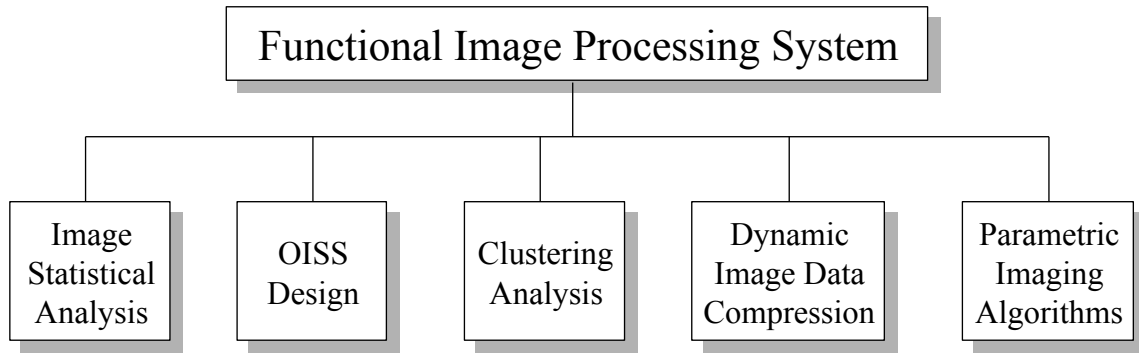 Functional Image Processing System
Image
Statistical
Analysis
OISS
Design
Clustering
Analysis
Dynamic
Image Data
Compression
Parametric
Imaging
Algorithms